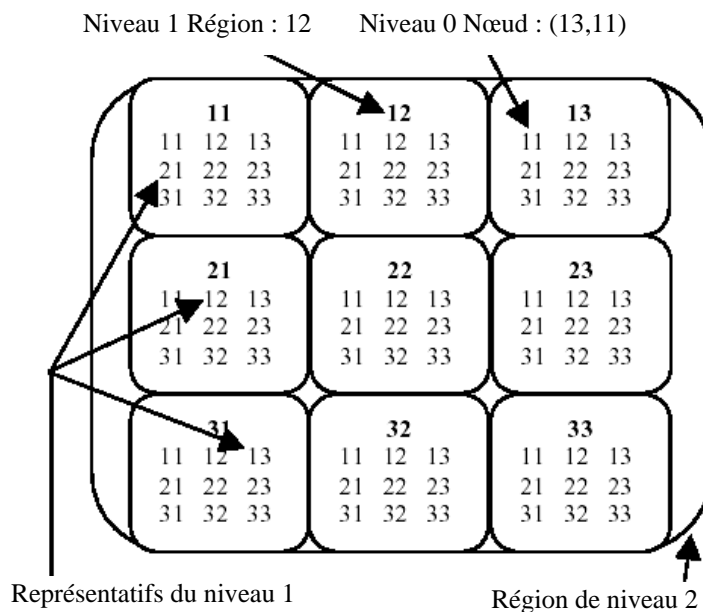 Niveau 1 Région : 12 Niveau 0 Nœud : (13,11)
11 12 13
11 12 13 11 12 13 11 12 13
21 22 23 21 22 23 21 22 23
31 32 33 31 32 33 31 32 33
21 22 23
11 12 13 11 12 13 11 12 13
21 22 23 21 22 23 21 22 23
31 32 33 31 32 33 31 32 33
31 32 33
11 12 13 11 12 13 11 12 13
21 22 23 21 22 23 21 22 23
31 32 33 31 32 33 31 32 33
Représentatifs du niveau 1 Région de niveau 2